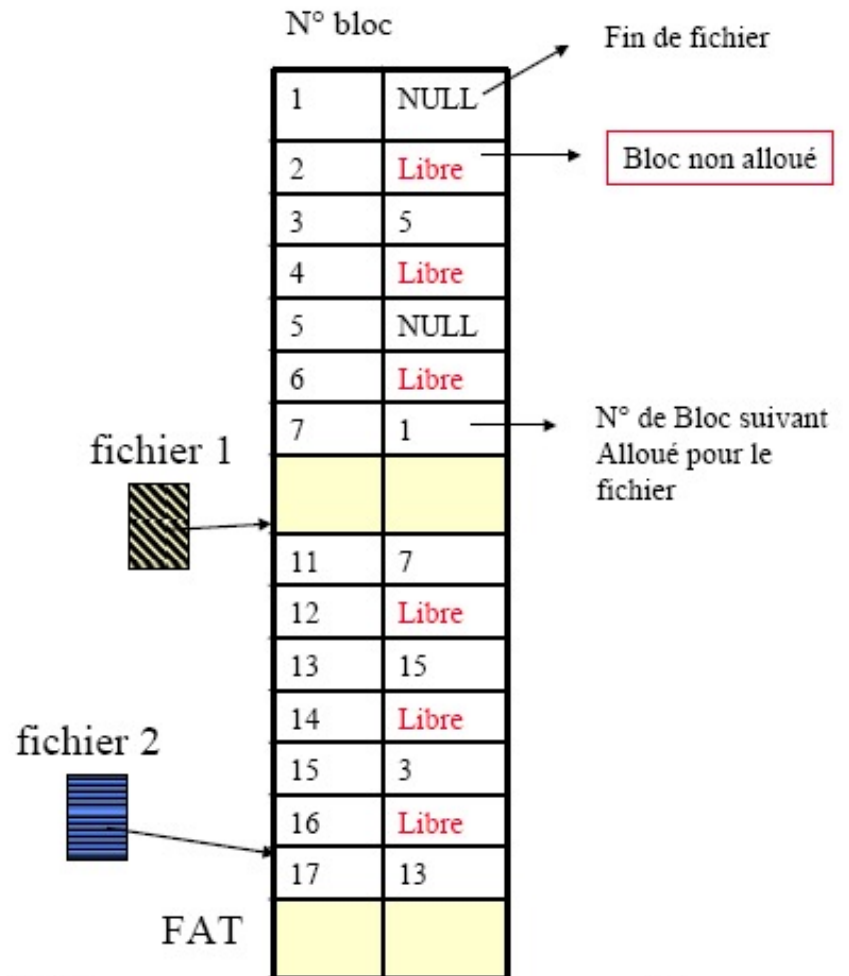 N° bloc
Fin de fichier
1 NULL
Bloc non alloué
2 Libre
3 5
4 Libre
5 NULL
6 Libre
7 1
N° de Bloc suivant
Alloué pour le
fichier
fichier 1
11 7
12 Libre
13 15
14 Libre
fichier 2
15 3
16 Libre
17 13
FAT